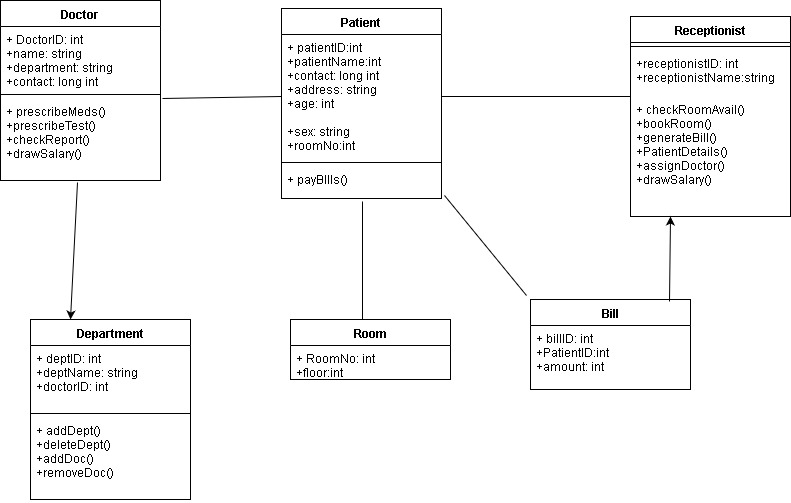 Doctor
+ DoctorID: int
+name: string
+department: string
+contact: long int
+ prescribeMeds()
+prescribeTest()
+checkReport()
+drawSalary()
Patient
+ patientID:int
+patientName:int
+contact: long int
+address: string
+age: int
+sex: string
+roomNo:int
+ payBIlls()
Receptionist
+receptionistID: int
+receptionistName:string
+ checkRoomAvail()
+bookRoom()
+generateBill()
+PatientDetails()
+assignDoctor()
+drawSalary()
Department
+ deptID: int
+deptName: string
+doctorID: int
+ addDept()
+deleteDept()
+addDoc()
+removeDoc()
Room
+ RoomNo: int
+floor:int
Bill
+ billID: int
+PatientID:int
+amount: int